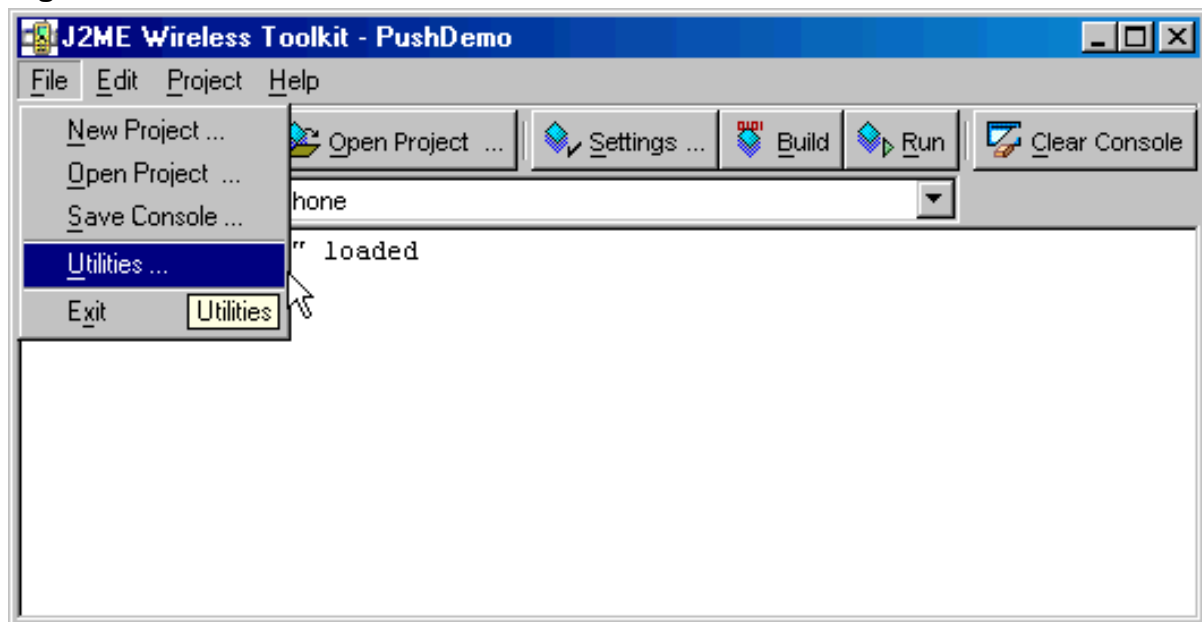 J2ME Wireless Toolkit - PushDemo
File Edit Project Help
New Project ...
Open Project ...
Save Console ...
Utilities ...
Exit
Utilities
Open Project ... Settings ... Build Run Clear Console
hone
" loaded